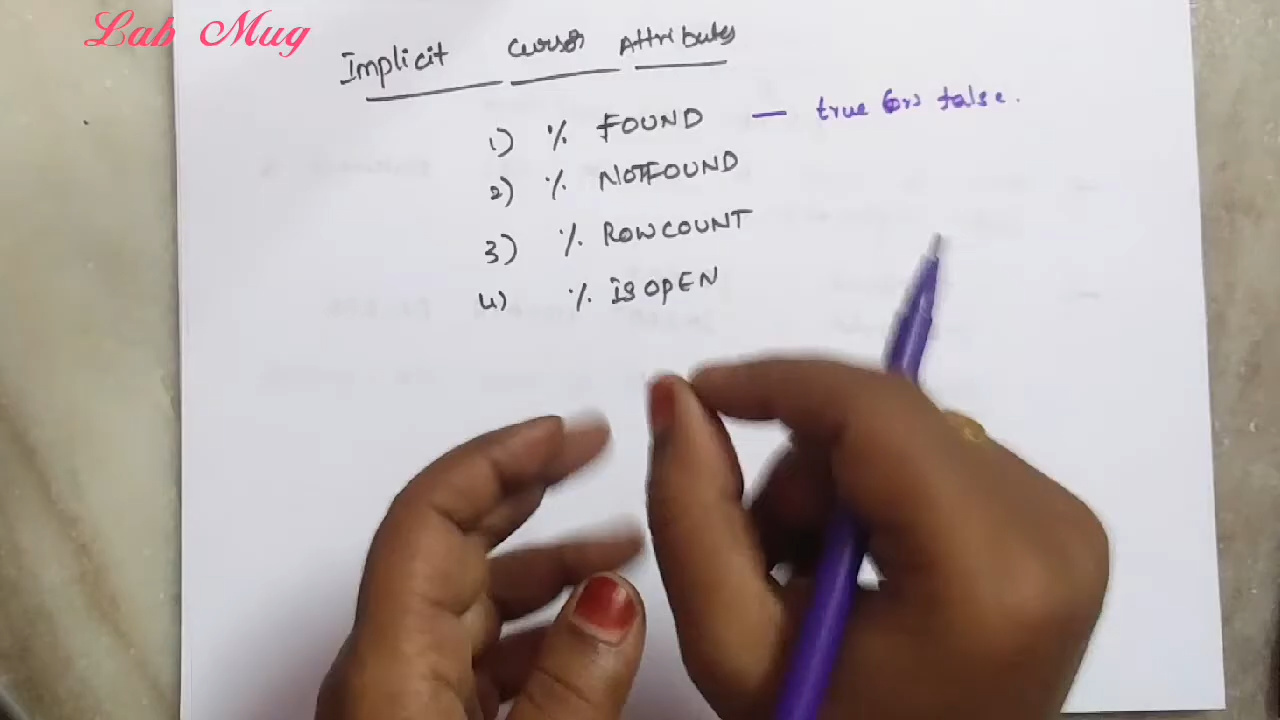 Lab Mug
Implicit Cursor Attributes
1) % FOUND — true (or) false.
2) % NOTFOUND
3) % ROWCOUNT
4) % isOpEN